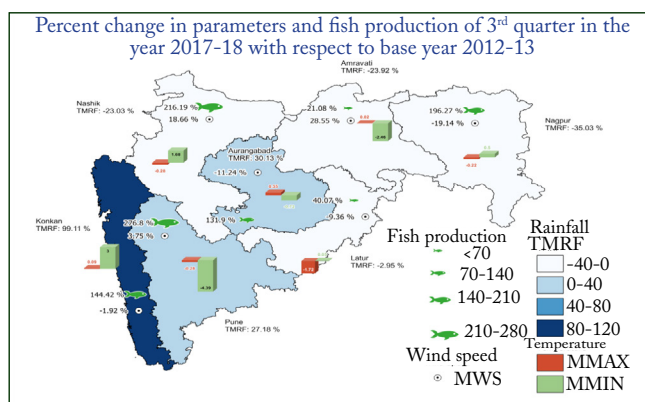 Percent change in parameters and fish production of 3rd quarter in the
year 2017-18 with respect to base year 2012-13
Amravati
TMRF: -23.92 %
Nashik
TMRF: -23.03 %
216.19 %
18.66 %
21.08 %
28.55 %
196.27 %
-19.14 %
Nagpur
TMRF: -35.03 %
Aurangabad
TMRF: 30.13 %
-11.24 %
131.9 %
40.07 %
-9.36 %
Konkan
TMRF: 99.11 %
276.8 %
3.75 %
144.42 %
-1.92 %
Latur
TMRF: -2.95 %
Pune
TMRF: 27.18 %
Fish production
<70
70-140
140-210
210-280
Wind speed
MWS
Rainfall
TMRF
-40-0
0-40
40-80
80-120
Temperature
MMAX
MMIN